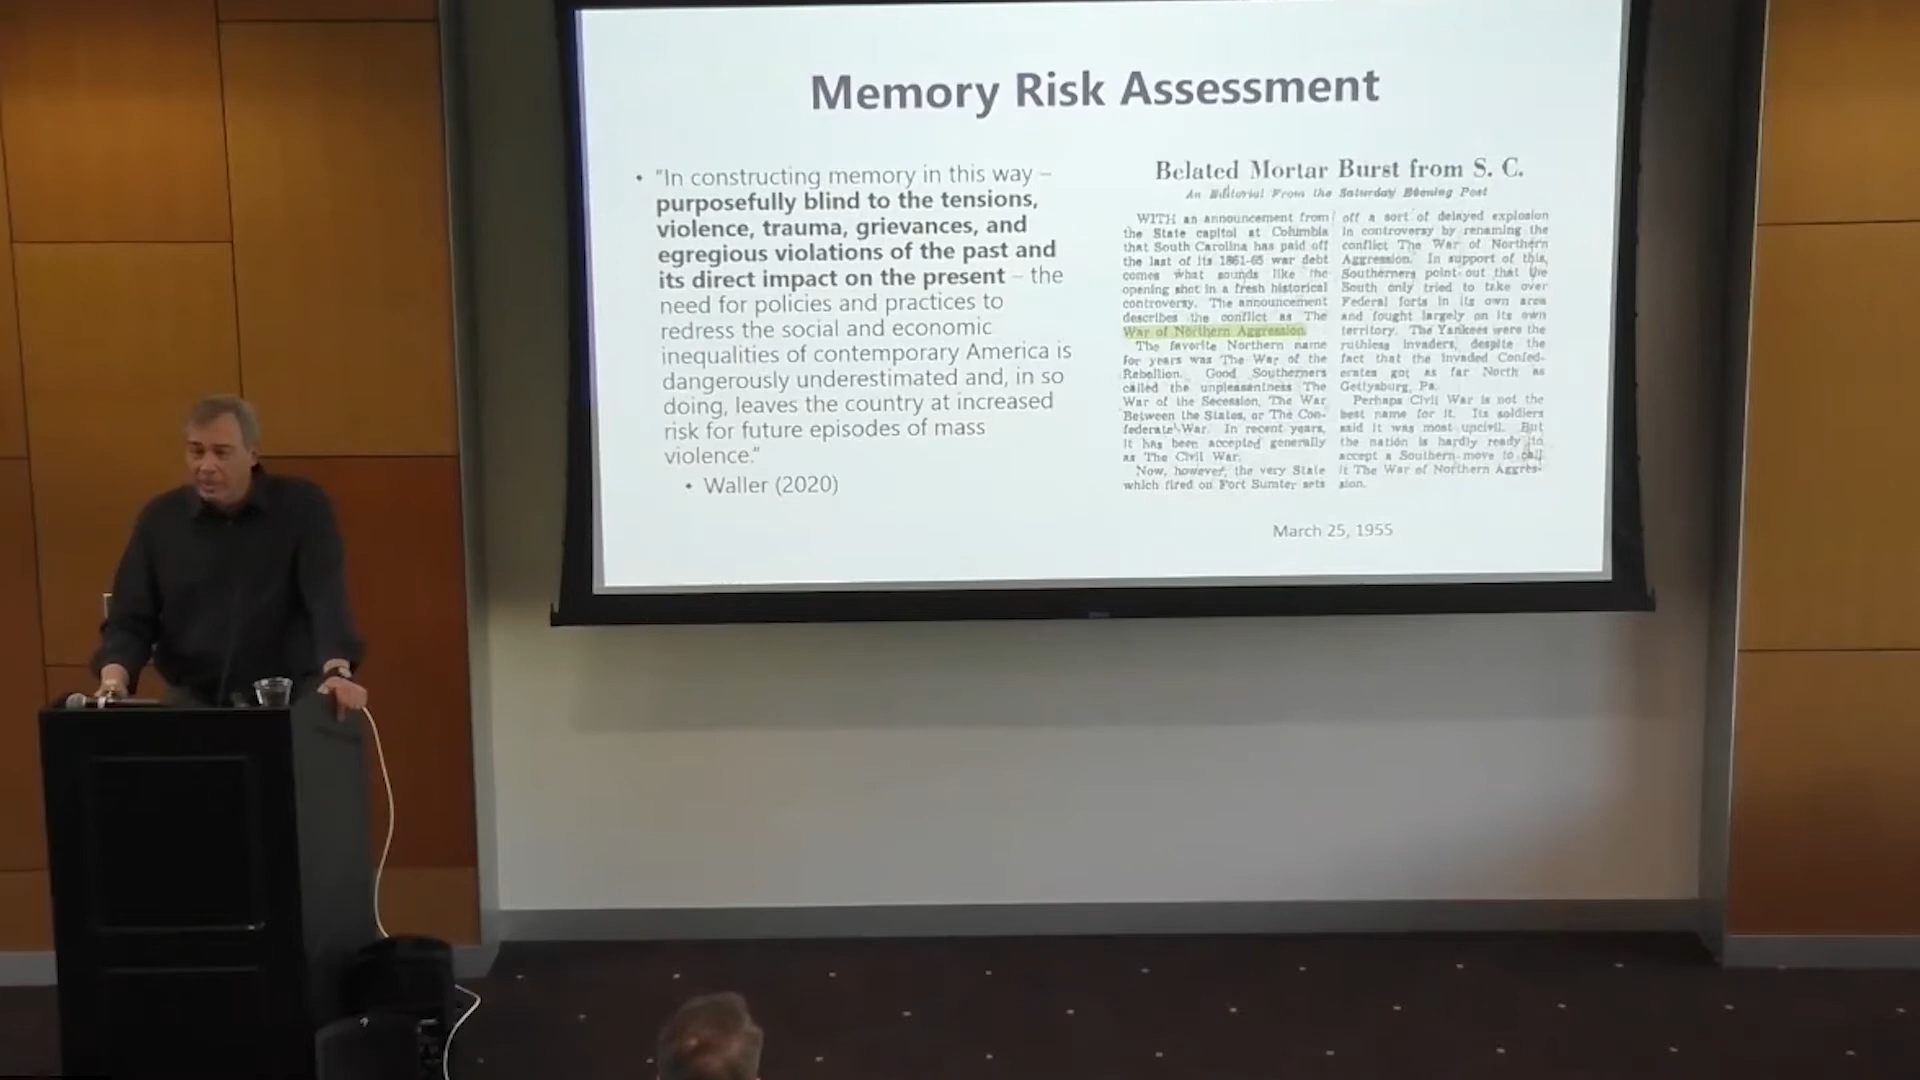 Memory Risk Assessment
• "In constructing memory in this way –
purposefully blind to the tensions,
violence, trauma, grievances, and
egregious violations of the past and
its direct impact on the present – the
need for policies and practices to
redress the social and economic
inequalities of contemporary America is
dangerously underestimated and, in so
doing, leaves the country at increased
risk for future episodes of mass
violence."
• Waller (2020)
Belated Mortar Burst from S. C.
An Editorial From the Saturday Evening Post
WITH an announcement from
the State capitol at Columbia
that South Carolina has paid off
the last of its 1861-65 war debt
comes what sounds like the
opening shot in a fresh historical
controversy. The announcement
describes the conflict as The
War of Northern Aggression.
The favorite Northern name
for years was The War of the
Rebellion. Good Southerners
called the unpleasantness The
War of the Secession, The War
Between the States, or The Con-
federate War. In recent years,
it has been accepted generally
as The Civil War.
Now, however, the very State
which fired on Fort Sumter sets
off a sort of delayed explosion
in controversy by renaming the
conflict The War of Northern
Aggression. In support of this,
Southerners point out that the
South only tried to take over
Federal forts in its own area
and fought largely on its own
territory. The Yankees were the
ruthless invaders, despite the
fact that the invaded Confed-
erates got as far North as
Gettysburg, Pa.
Perhaps Civil War is not the
best name for it. Its soldiers
said it was most uncivil. But
the nation is hardly ready to
accept a Southern move to call
it The War of Northern Aggres-
sion.
March 25, 1955